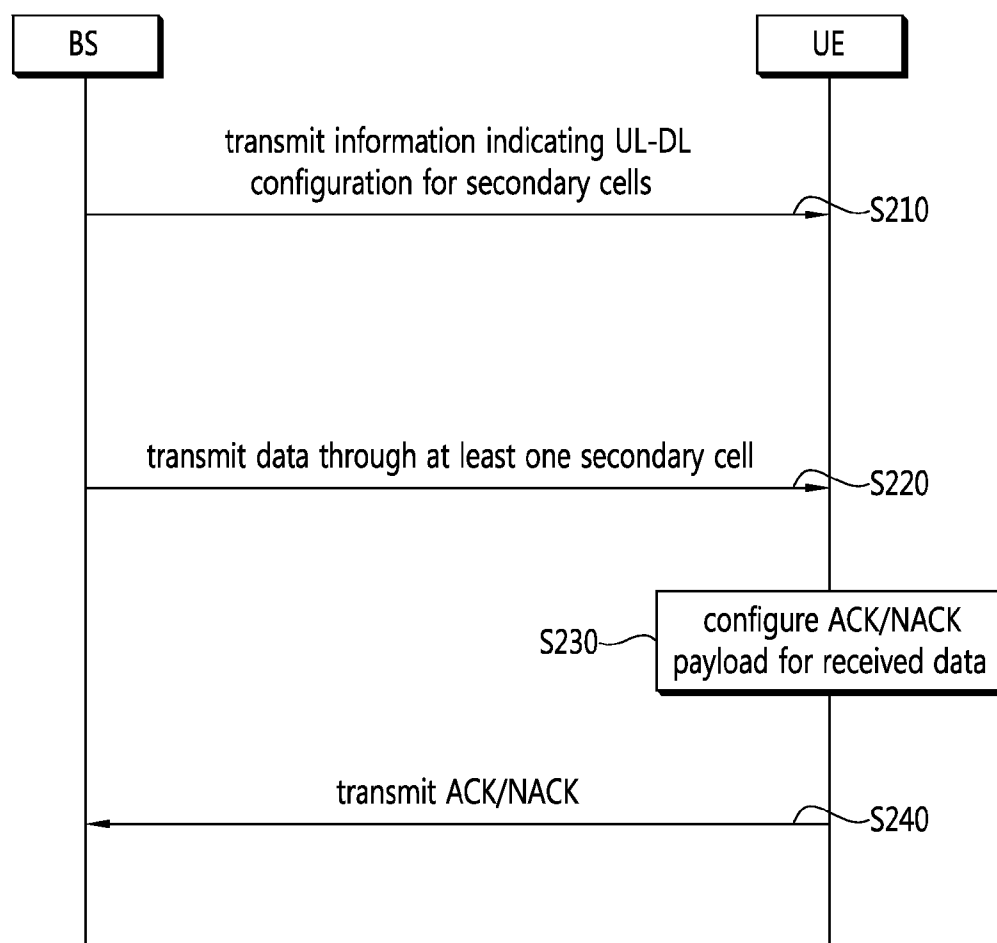 BS
UE
transmit information indicating UL-DL
configuration for secondary cells
S210
transmit data through at least one secondary cell
S220
S230
configure ACK/NACK
payload for received data
transmit ACK/NACK
S240